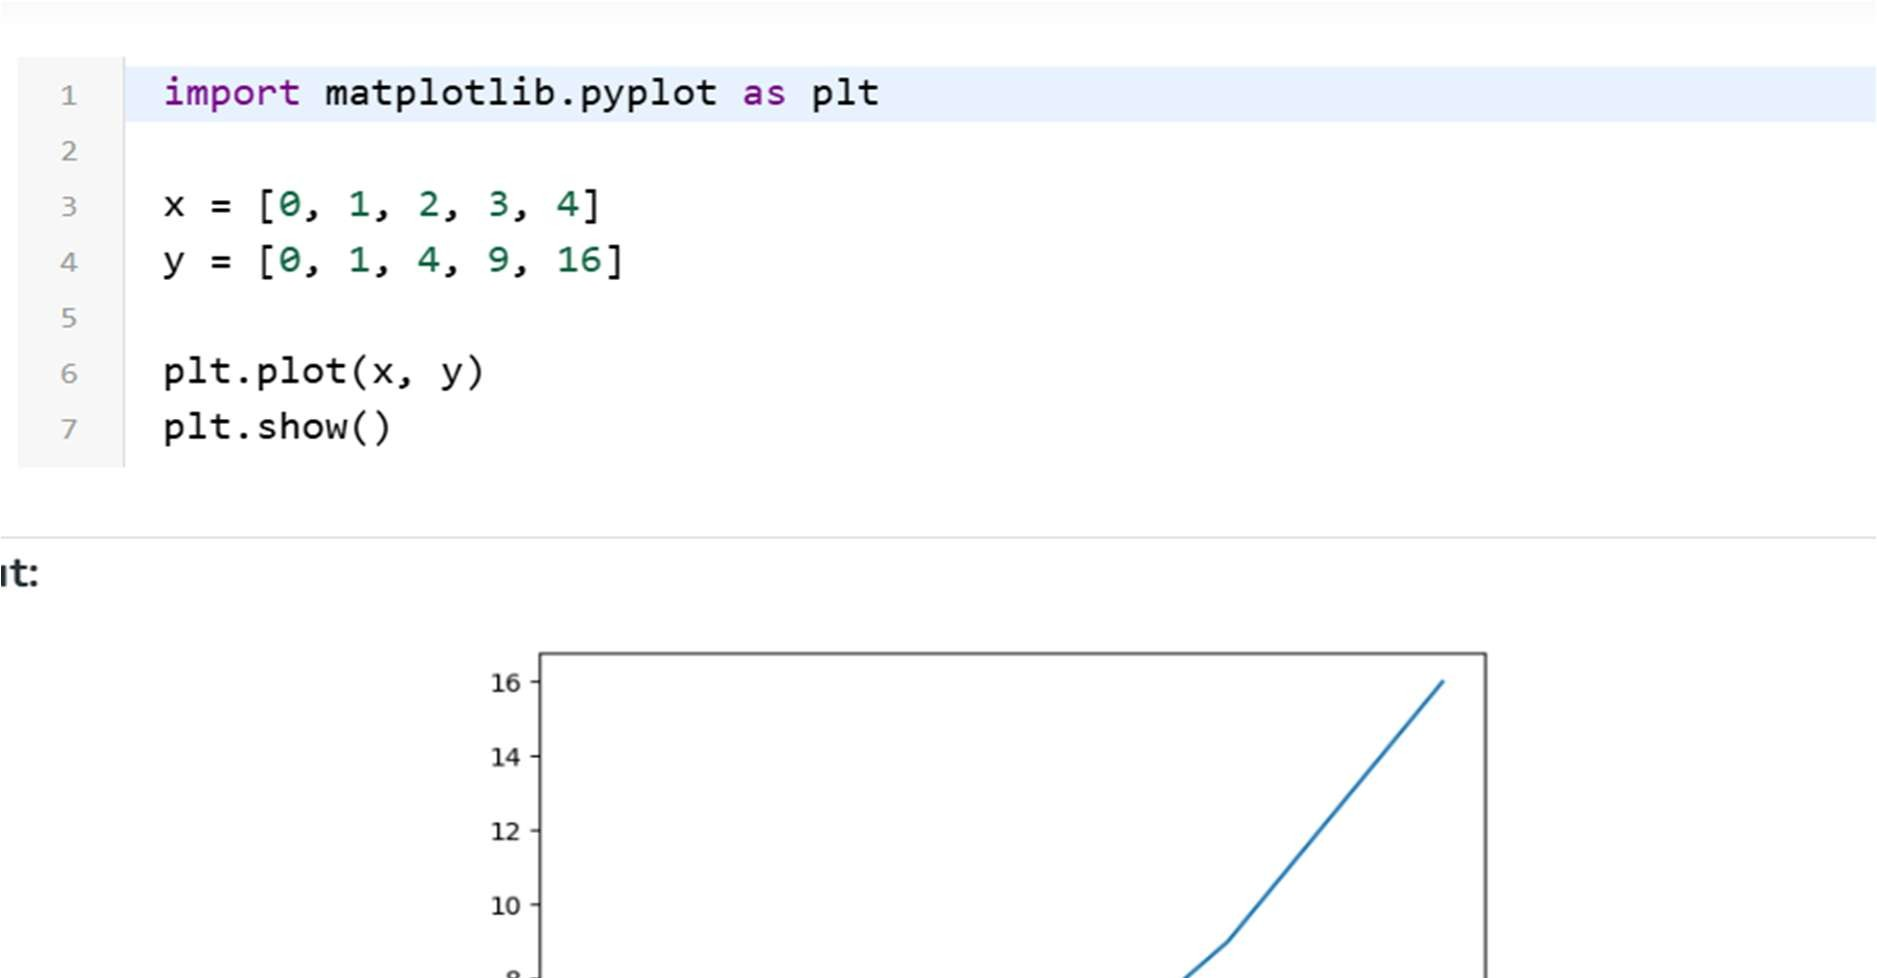 1 import matplotlib.pyplot as plt
2
3 x = [0, 1, 2, 3, 4]
4 y = [0, 1, 4, 9, 16]
5
6 plt.plot(x, y)
7 plt.show()
16
14
12
10